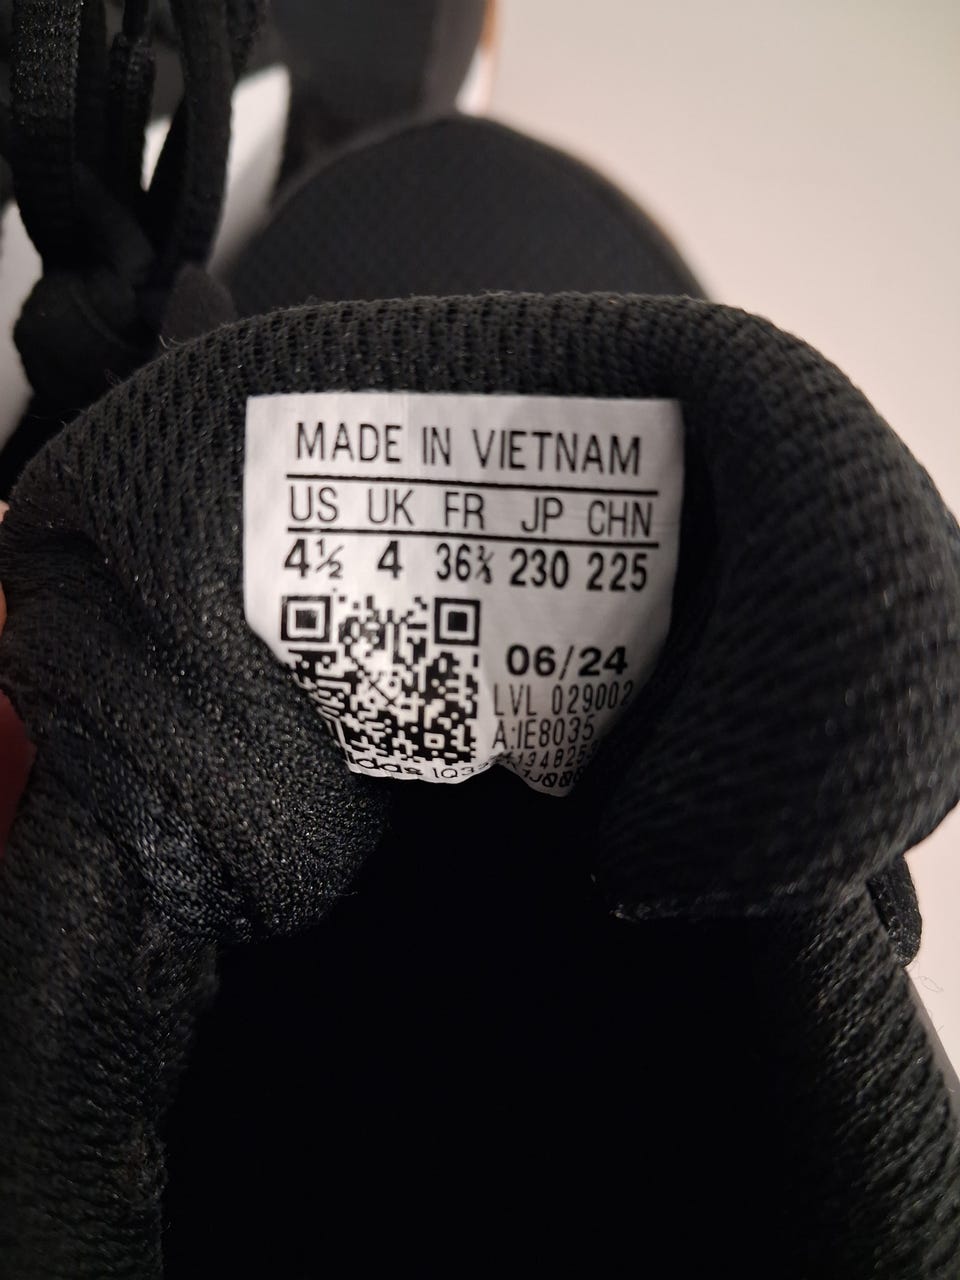 MADE IN VIETNAM
US UK FR JP CHN
4½ 4 36⅔ 230 225
06/24
LVL 029002
A:IE8035